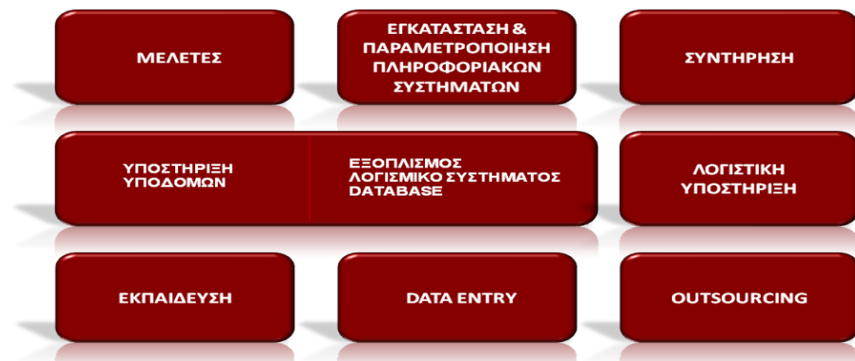 ΜΕΛΕΤΕΣ
ΕΓΚΑΤΑΣΤΑΣΗ &
ΠΑΡΑΜΕΤΡΟΠΟΙΗΣΗ
ΠΛΗΡΟΦΟΡΙΑΚΩΝ
ΣΥΣΤΗΜΑΤΩΝ
ΣΥΝΤΗΡΗΣΗ
ΥΠΟΣΤΗΡΙΞΗ
ΥΠΟΔΟΜΩΝ
ΕΞΟΠΛΙΣΜΟΣ
ΛΟΓΙΣΜΙΚΟ ΣΥΣΤΗΜΑΤΟΣ
DATABASE
ΛΟΓΙΣΤΙΚΗ
ΥΠΟΣΤΗΡΙΞΗ
ΕΚΠΑΙΔΕΥΣΗ
DATA ENTRY
OUTSOURCING